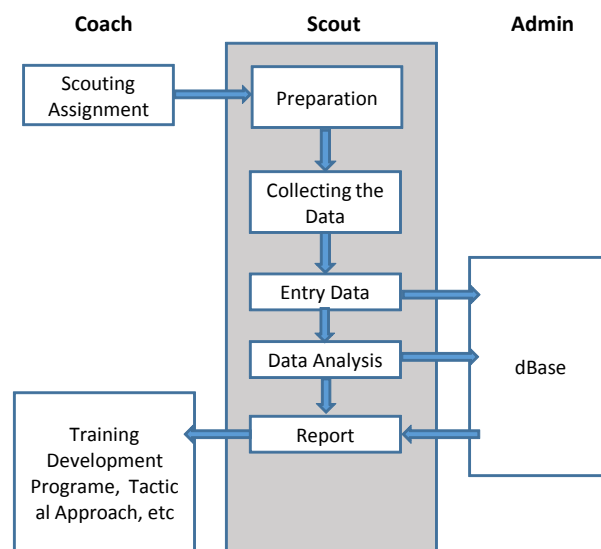 Coach
Scout
Admin
Scouting
Assignment
Preparation
Collecting the
Data
Entry Data
Data Analysis
dBase
Report
Training
Development
Programe, Tactic
al Approach, etc